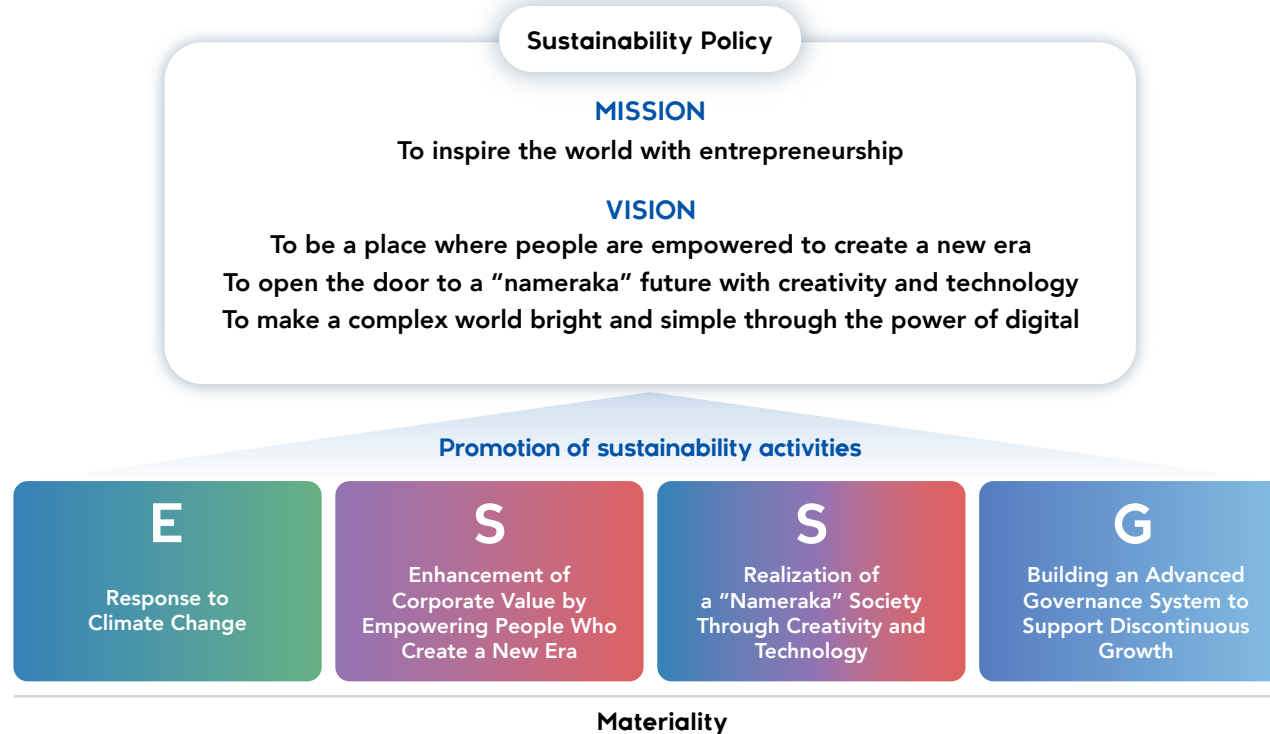 Sustainability Policy
MISSION
To inspire the world with entrepreneurship
VISION
To be a place where people are empowered to create a new era
To open the door to a “nameraka” future with creativity and technology
To make a complex world bright and simple through the power of digital
Promotion of sustainability activities
E
Response to
Climate Change
S
Enhancement of
Corporate Value by
Empowering People Who
Create a New Era
S
Realization of
a “Nameraka” Society
Through Creativity and
Technology
G
Building an Advanced
Governance System to
Support Discontinuous
Growth
Materiality